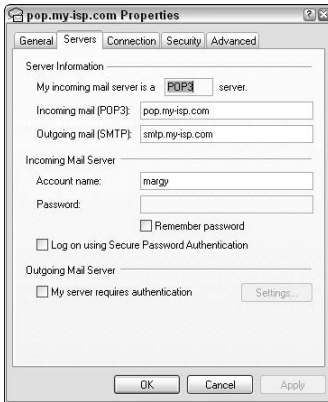 pop.my-isp.com Properties
General Servers Connection Security Advanced
Server Information
My incoming mail server is a POP3 server.
Incoming mail (POP3): pop.my-isp.com
Outgoing mail (SMTP): smtp.my-isp.com
Incoming Mail Server
Account name: margy
Password:
Remember password
Log on using Secure Password Authentication
Outgoing Mail Server
My server requires authentication Settings...
OK Cancel Apply